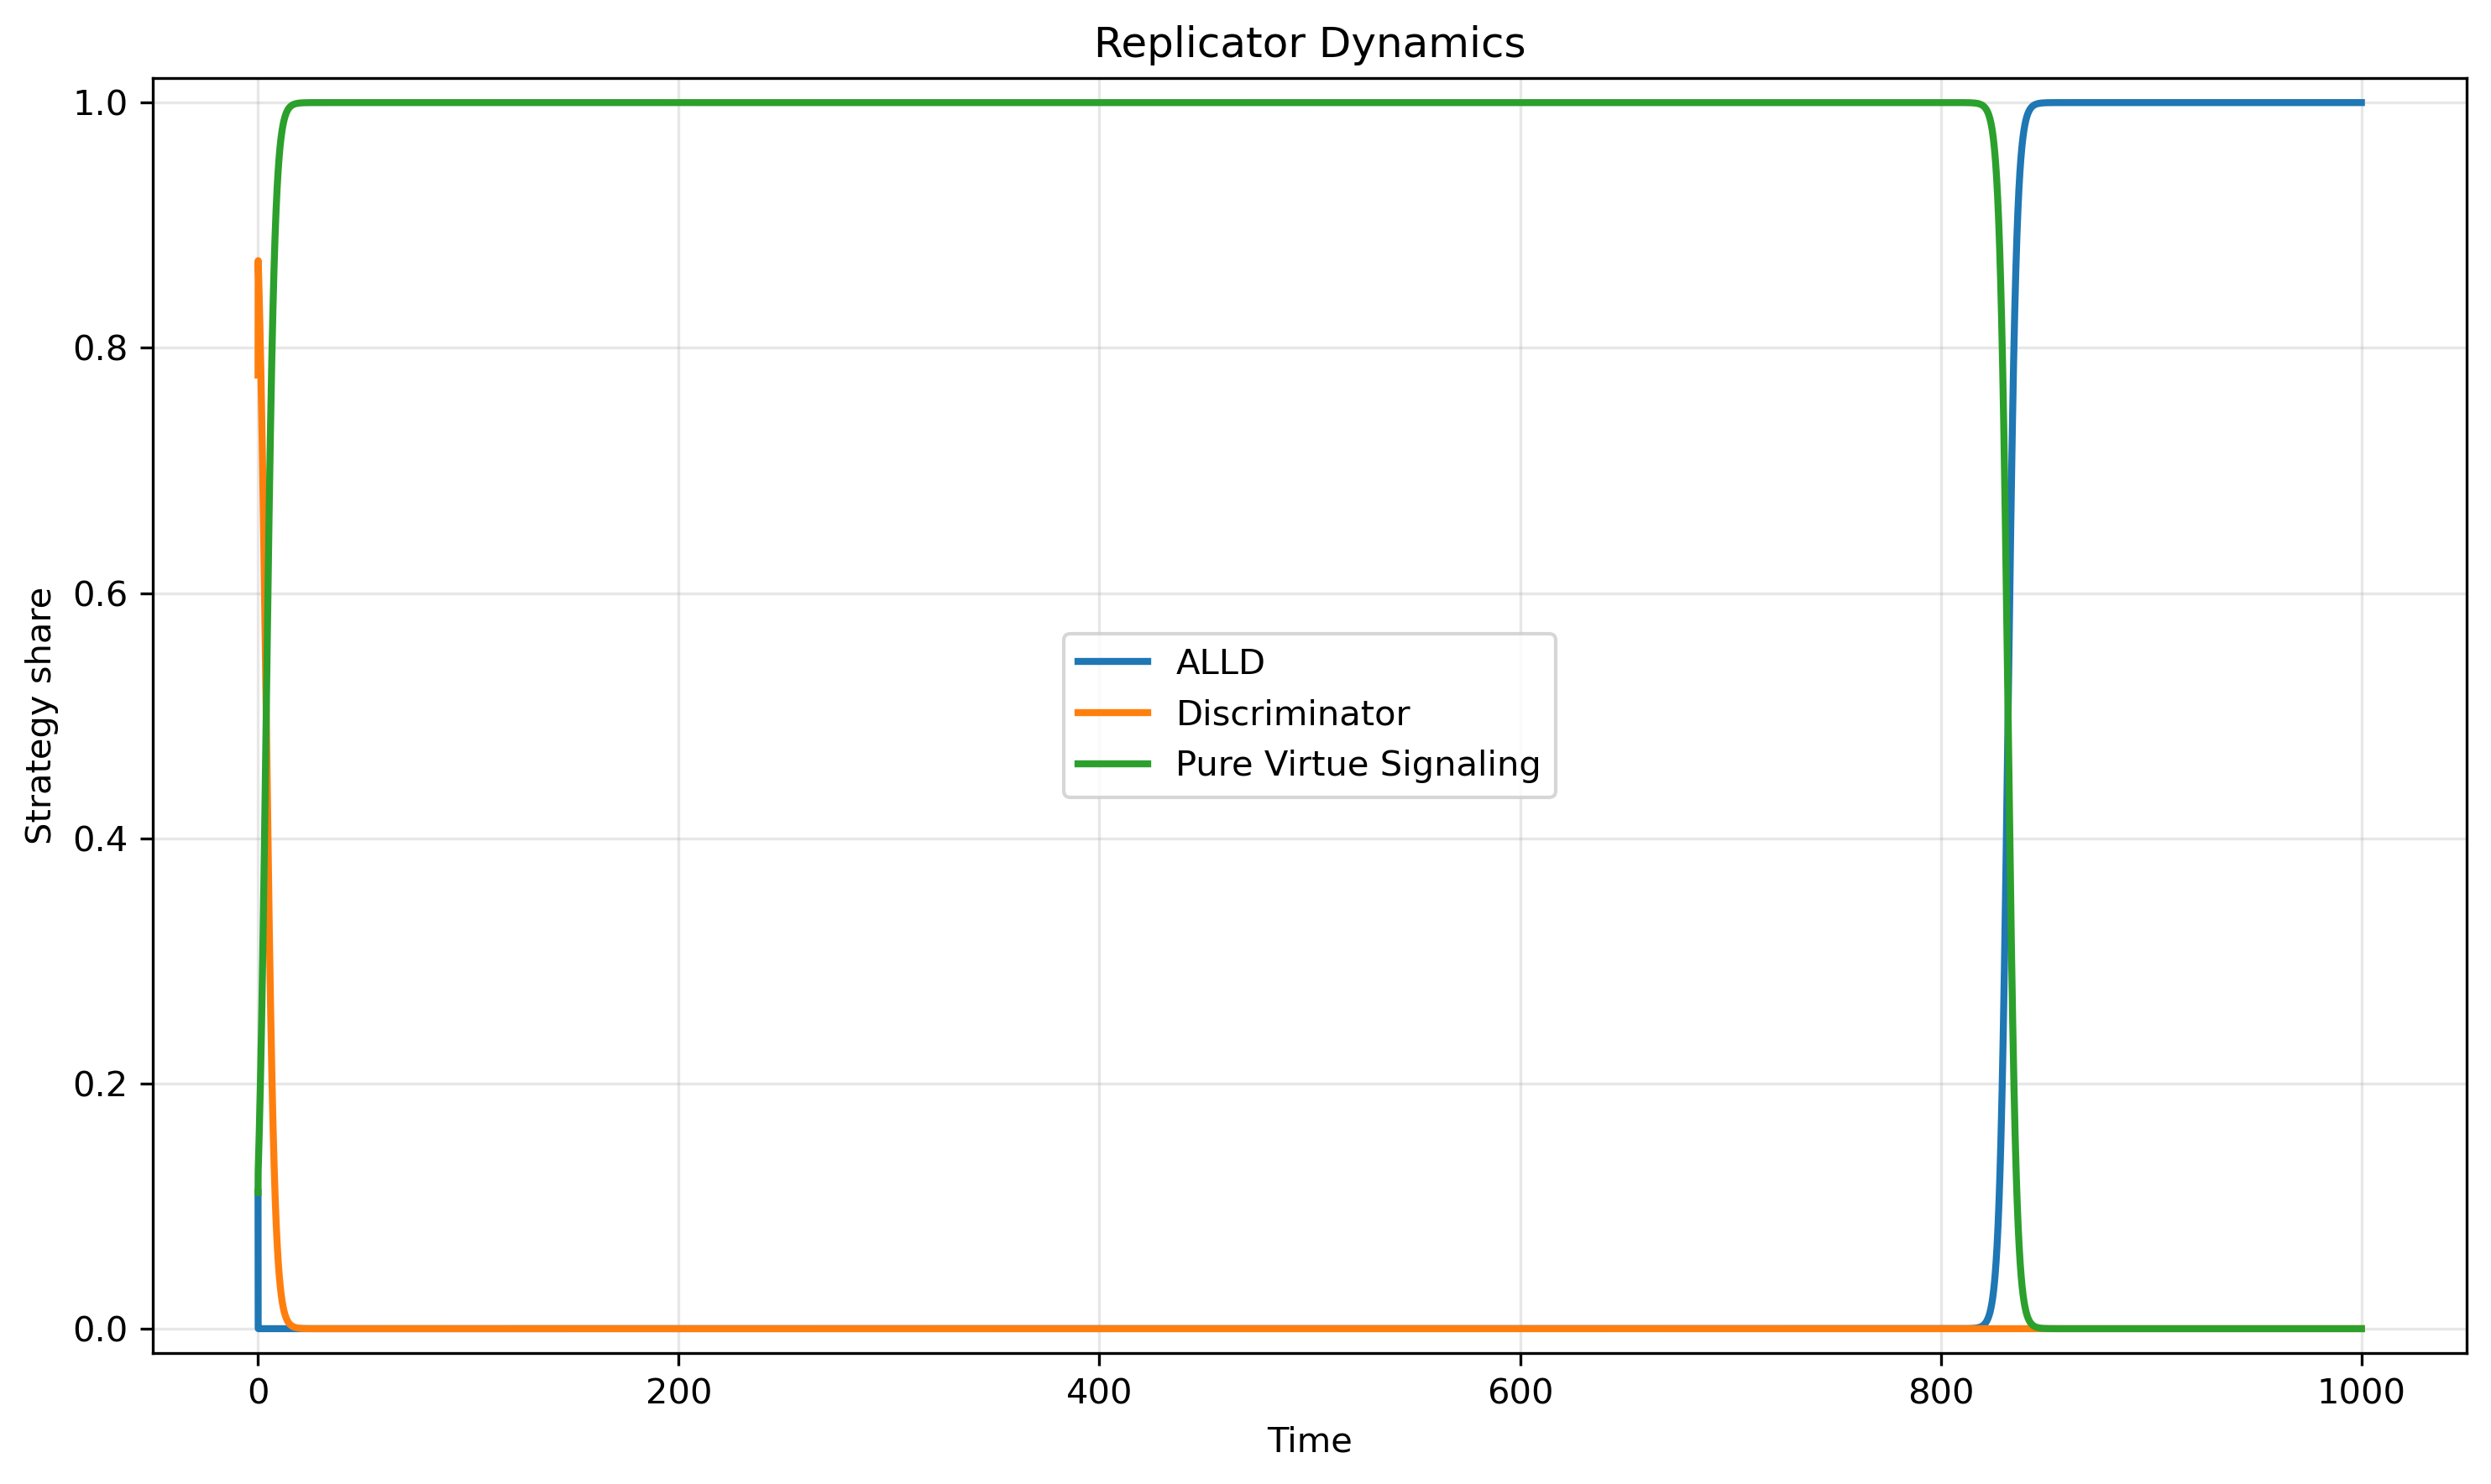 Replicator Dynamics
1.0
0.8
0.6
0.4
0.2
0.0
Strategy share
ALLD
Discriminator
Pure Virtue Signaling
0 200 400 600 800 1000
Time